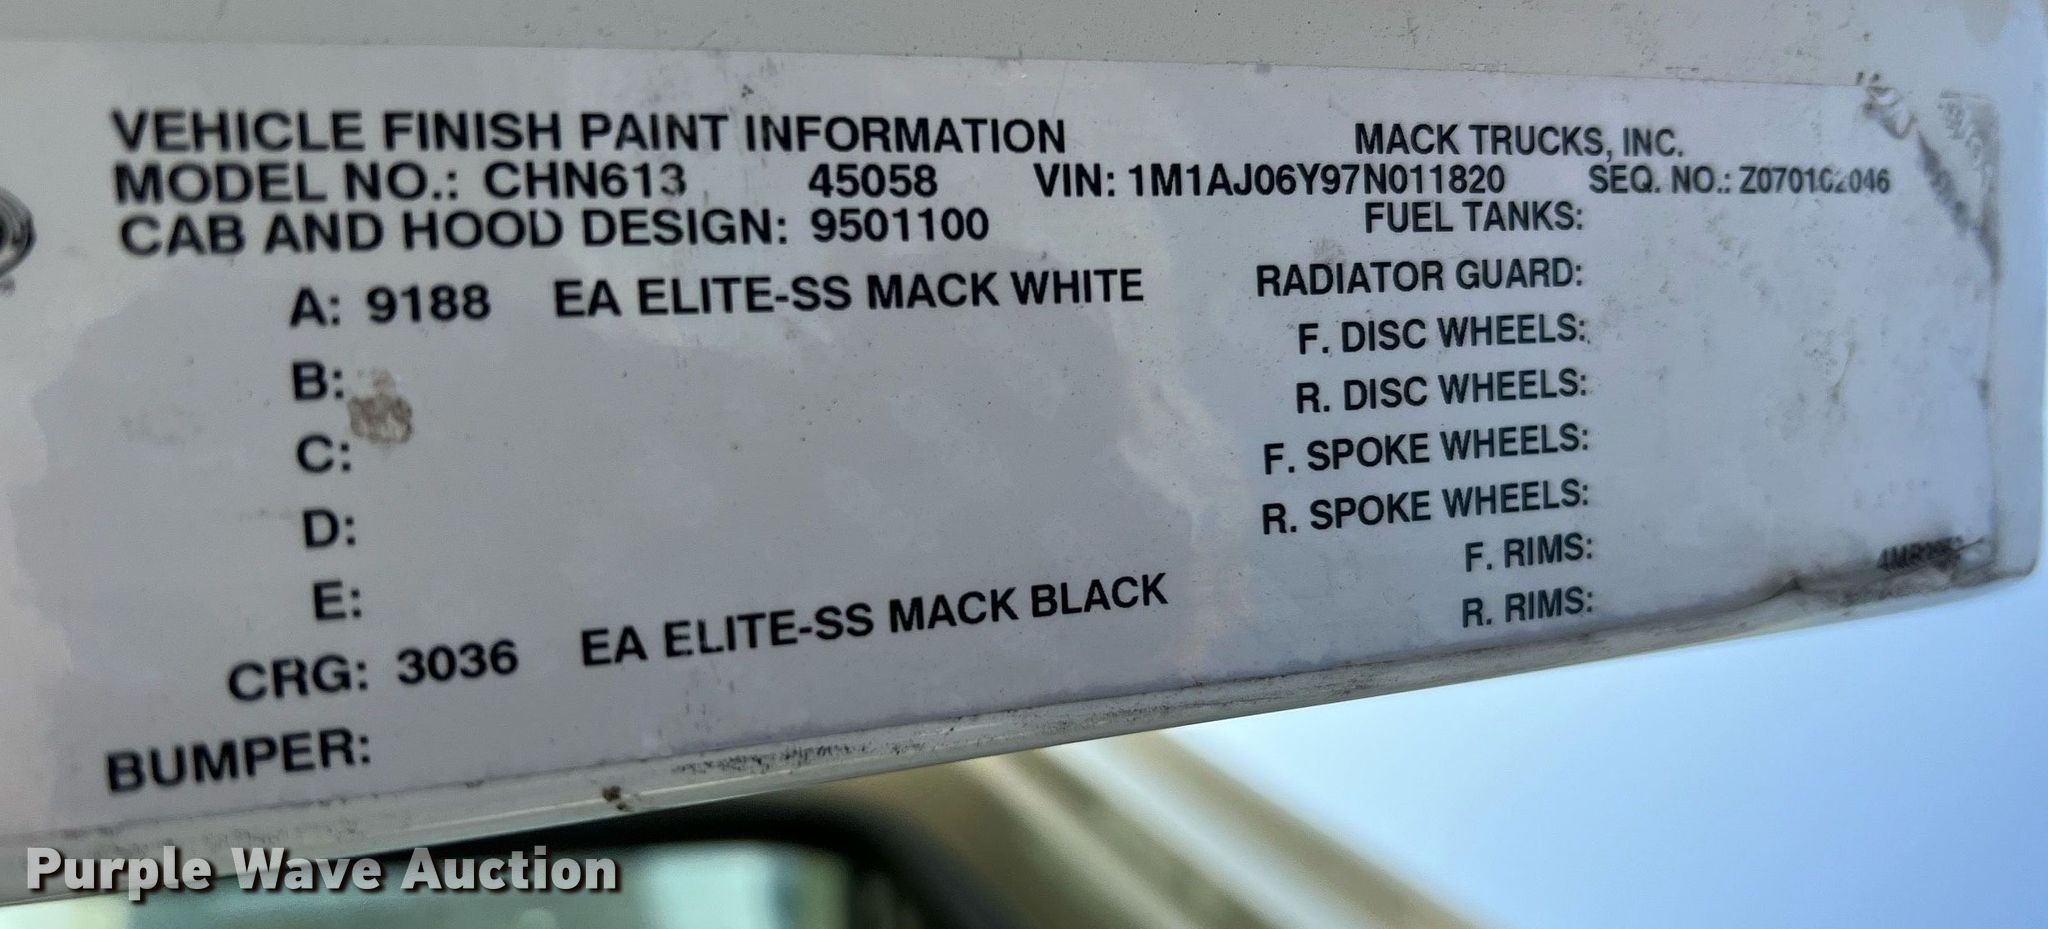 VEHICLE FINISH PAINT INFORMATION MACK TRUCKS, INC.
MODEL NO.: CHN613 45058 VIN: 1M1AJ06Y97N011820 SEQ. NO.:
CAB AND HOOD DESIGN: 9501100 FUEL TANKS:
A: 9188 EA ELITE-SS MACK WHITE RADIATOR GUARD:
F. DISC WHEELS:
B: R. DISC WHEELS:
C: F. SPOKE WHEELS:
D: R. SPOKE WHEELS:
E: F. RIMS:
CRG: 3036 EA ELITE-SS MACK BLACK R. RIMS:
BUMPER:
Purple Wave Auction